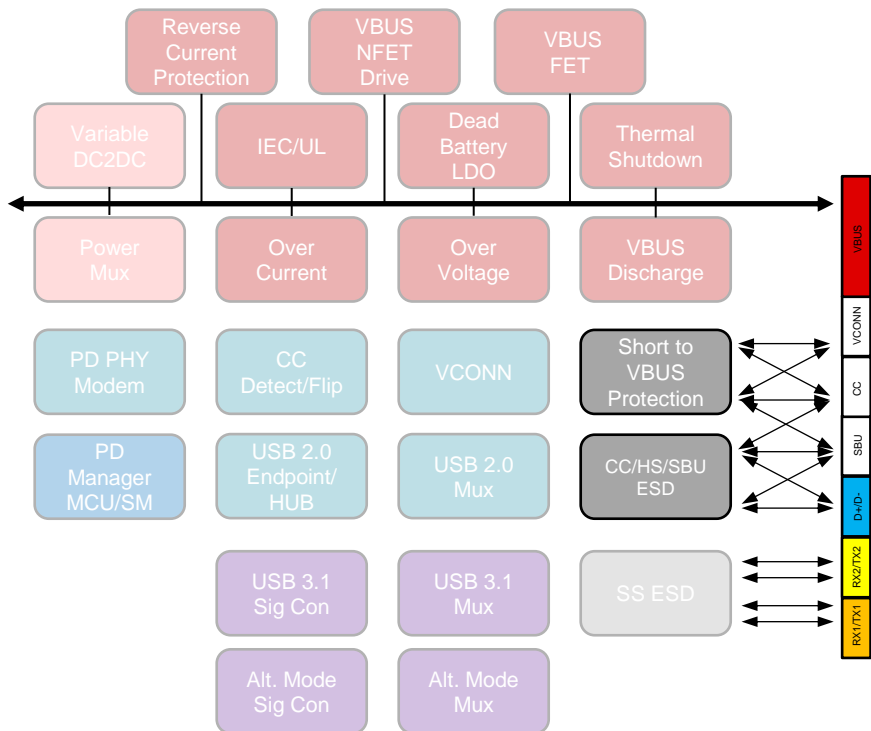 Reverse
Current
Protection
VBUS
NFET
Drive
VBUS
FET
Variable
DC2DC
IEC/UL
Dead
Battery
LDO
Thermal
Shutdown
Power
Mux
Over
Current
Over
Voltage
VBUS
Discharge
PD PHY
Modem
CC
Detect/Flip
VCONN
Short to
VBUS
Protection
PD
Manager
MCU/SM
USB 2.0
Endpoint/
HUB
USB 2.0
Mux
CC/HS/SBU
ESD
USB 3.1
Sig Con
USB 3.1
Mux
SS ESD
Alt. Mode
Sig Con
Alt. Mode
Mux
VBUS
VCONN
CC
SBU
D+/D-
RX2/TX2
RX1/TX1